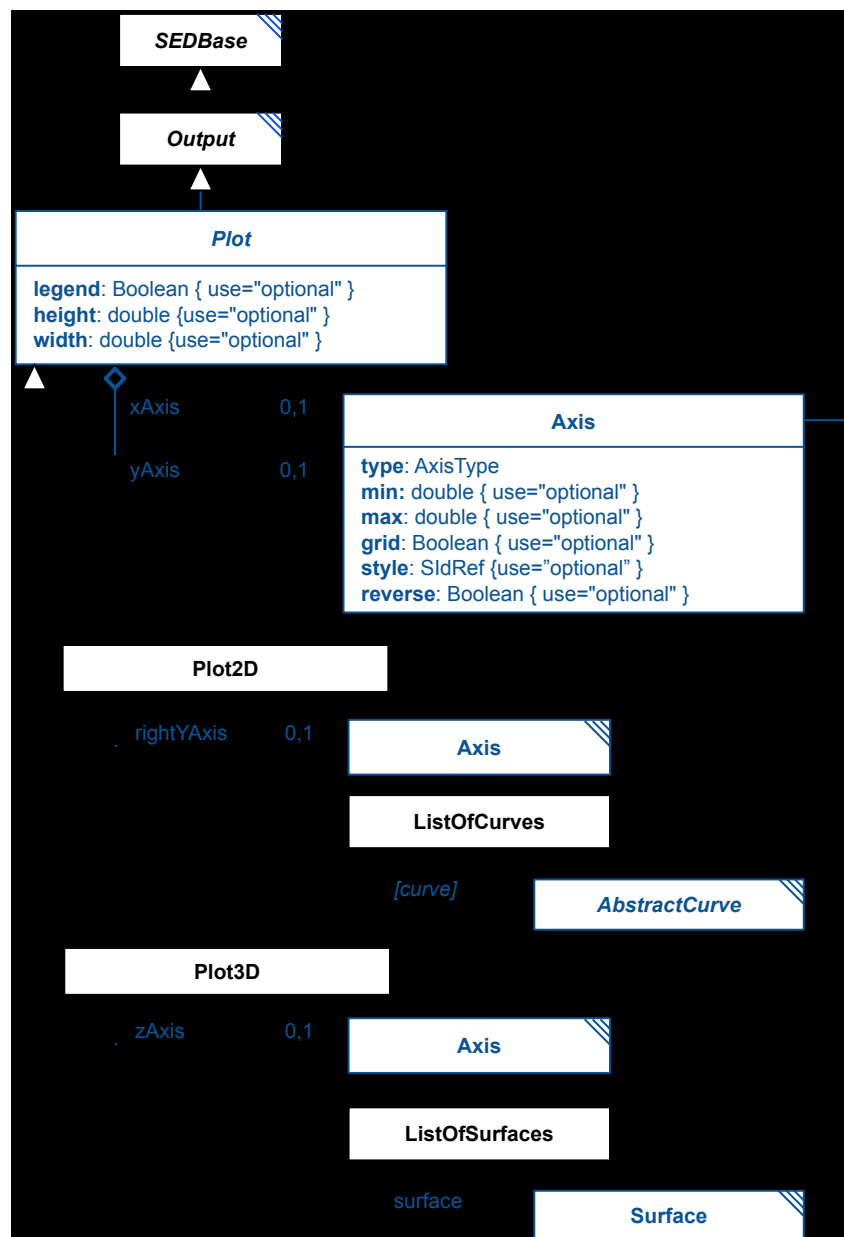 SEDBase
Output
Plot
legend: Boolean { use="optional" }
height: double {use="optional" }
width: double {use="optional" }
xAxis 0,1
Axis
yAxis 0,1
type: AxisType
min: double { use="optional" }
max: double { use="optional" }
grid: Boolean { use="optional" }
style: SIdRef {use=”optional” }
reverse: Boolean { use="optional" }
Plot2D
rightYAxis 0,1
Axis
ListOfCurves
[curve]
AbstractCurve
Plot3D
zAxis 0,1
Axis
ListOfSurfaces
surface
Surface